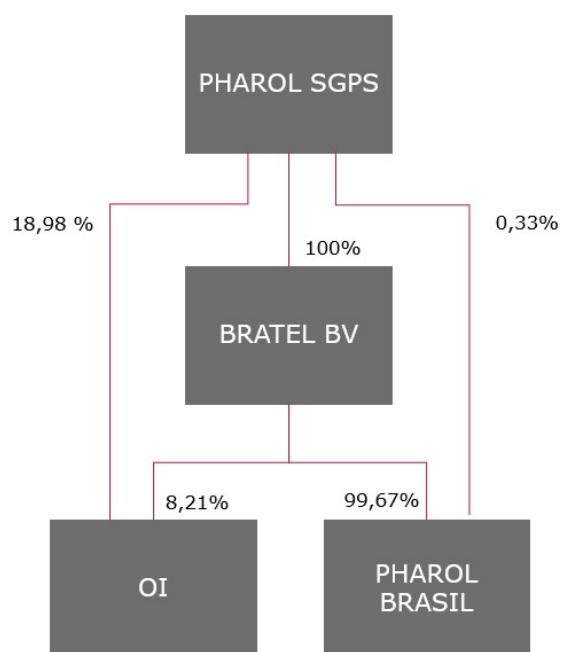 PHAROL SGPS
18,98 %
0,33%
100%
BRATEL BV
8,21%
99,67%
OI
PHAROL
BRASIL